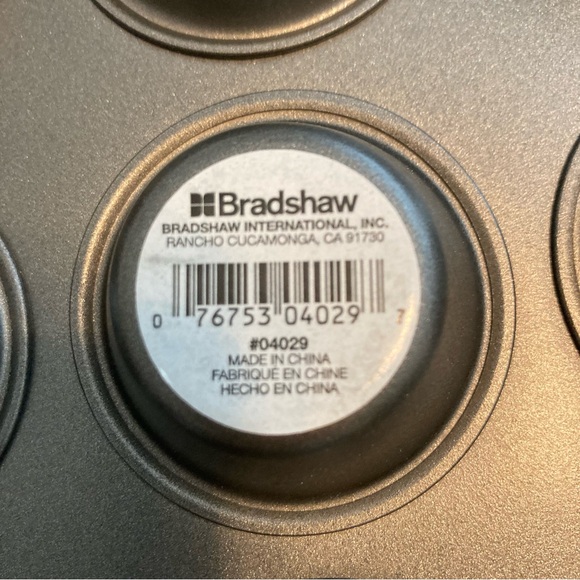 Bradshaw
BRADSHAW INTERNATIONAL, INC.
RANCHO CUCAMONGA, CA 91730
0 76753 04029 7
#04029
MADE IN CHINA
FABRIQUÉ EN CHINE
HECHO EN CHINA